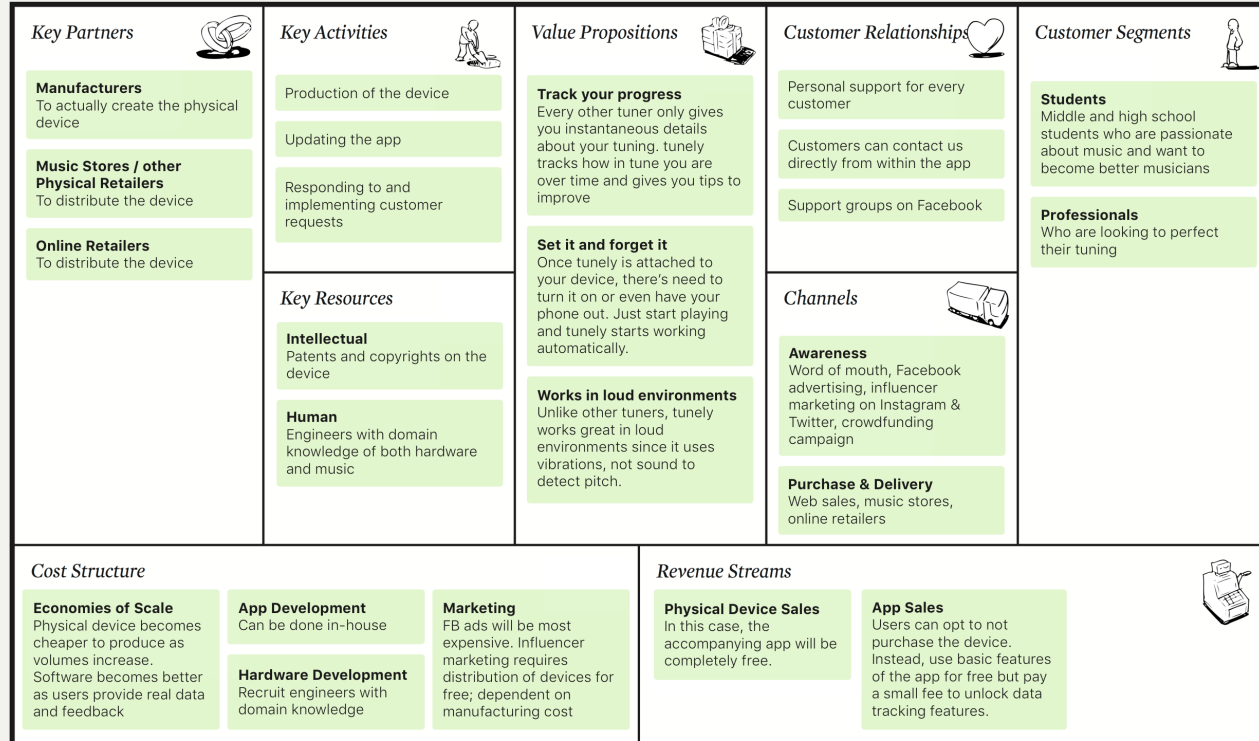 Key Partners
Manufacturers
To actually create the physical
device
Music Stores / other
Physical Retailers
To distribute the device
Online Retailers
To distribute the device
Key Activities
Production of the device
Updating the app
Responding to and
implementing customer
requests
Key Resources
Intellectual
Patents and copyrights on the
device
Human
Engineers with domain
knowledge of both hardware
and music
Value Propositions
Track your progress
Every other tuner only gives
you instantaneous details
about your tuning. tunely
tracks how in tune you are
over time and gives you tips to
improve
Set it and forget it
Once tunely is attached to
your device, there's need to
turn it on or even have your
phone out. Just start playing
and tunely starts working
automatically.
Works in loud environments
Unlike other tuners, tunely
works great in loud
environments since it uses
vibrations, not sound to
detect pitch.
Customer Relationships
Personal support for every
customer
Customers can contact us
directly from within the app
Support groups on Facebook
Channels
Awareness
Word of mouth, Facebook
advertising, influencer
marketing on Instagram &
Twitter, crowdfunding
campaign
Purchase & Delivery
Web sales, music stores,
online retailers
Customer Segments
Students
Middle and high school
students who are passionate
about music and want to
become better musicians
Professionals
Who are looking to perfect
their tuning
Cost Structure
Economies of Scale
Physical device becomes
cheaper to produce as
volumes increase.
Software becomes better
as users provide real data
and feedback
App Development
Can be done in-house
Hardware Development
Recruit engineers with
domain knowledge
Marketing
FB ads will be most
expensive. Influencer
marketing requires
distribution of devices for
free; dependent on
manufacturing cost
Revenue Streams
Physical Device Sales
In this case, the
accompanying app will be
completely free.
App Sales
Users can opt to not
purchase the device.
Instead, use basic features
of the app for free but pay
a small fee to unlock data
tracking features.